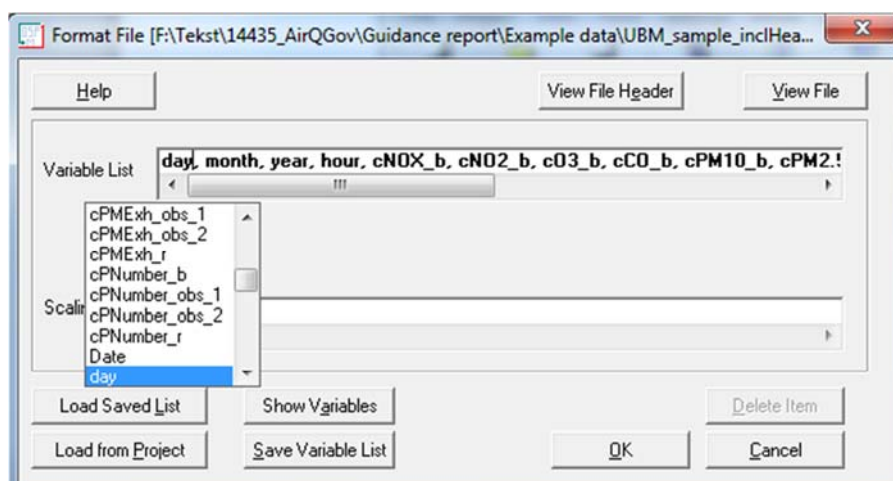 Format File [F:\Tekst\14435_AirQGov\Guidance report\Example data\UBM_sample_inclHea...
Help
View File Header
View File
Variable List
day, month, year, hour, cNOX_b, cNO2_b, cO3_b, cCO_b, cPM10_b, cPM2.
cPMExh_obs_1
cPMExh_obs_2
cPMExh_r
cPNumber_b
cPNumber_obs_1
cPNumber_obs_2
cPNumber_r
Date
day
Load Saved List
Show Variables
Delete Item
Load from Project
Save Variable List
OK
Cancel